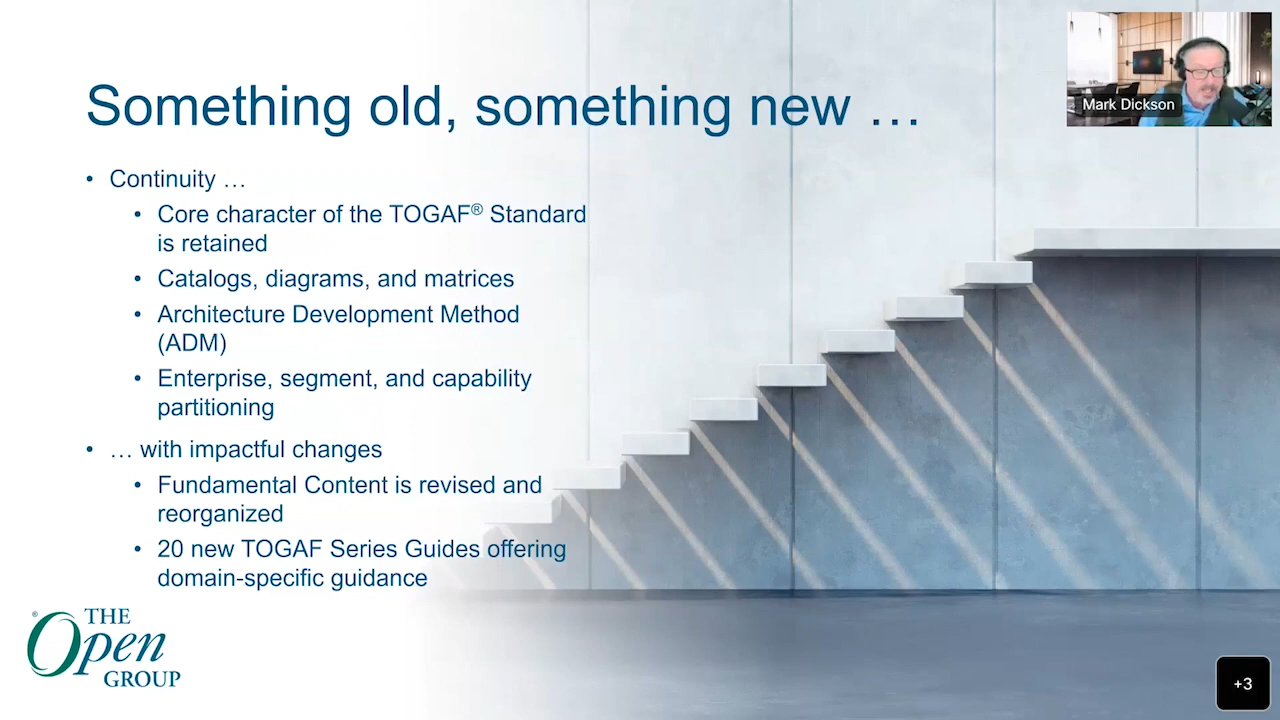 Something old, something new …
Mark Dickson
• Continuity …
• Core character of the TOGAF® Standard
is retained
• Catalogs, diagrams, and matrices
• Architecture Development Method
(ADM)
• Enterprise, segment, and capability
partitioning
• … with impactful changes
• Fundamental Content is revised and
reorganized
• 20 new TOGAF Series Guides offering
domain-specific guidance
® THE
Open
GROUP
+3